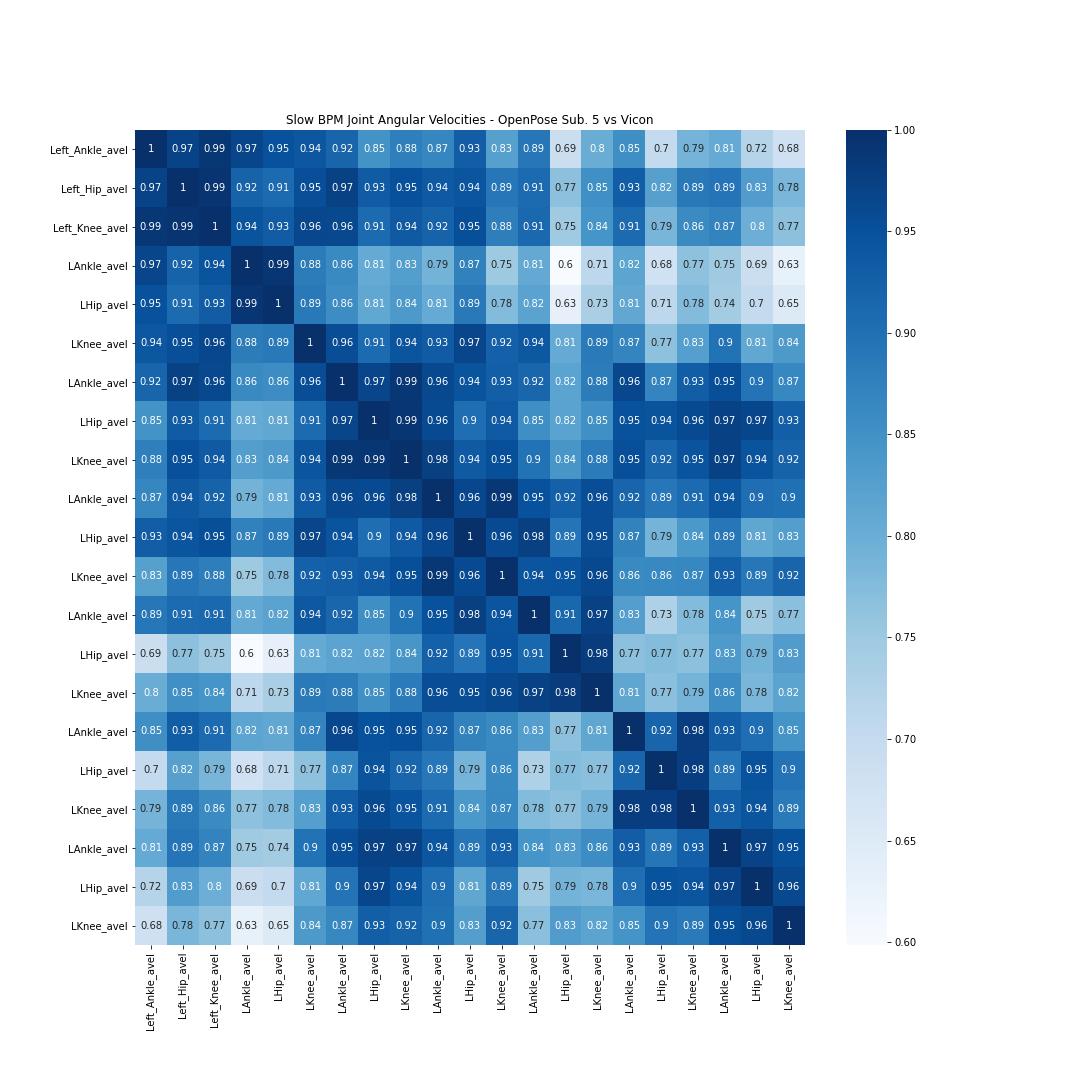 Slow BPM Joint Angular Velocities - OpenPose Sub. 5 vs Vicon
Left_Ankle_avel 1 0.97 0.99 0.97 0.95 0.94 0.92 0.85 0.88 0.87 0.93 0.83 0.89 0.69 0.8 0.85 0.7 0.79 0.81 0.72 0.68
Left_Hip_avel 0.97 1 0.99 0.92 0.91 0.95 0.97 0.93 0.95 0.94 0.94 0.89 0.91 0.77 0.85 0.93 0.82 0.89 0.89 0.83 0.78
Left_Knee_avel 0.99 0.99 1 0.94 0.93 0.96 0.96 0.91 0.94 0.92 0.95 0.88 0.91 0.75 0.84 0.91 0.79 0.86 0.87 0.8 0.77
LAnkle_avel 0.97 0.92 0.94 1 0.99 0.88 0.86 0.81 0.83 0.79 0.87 0.75 0.81 0.6 0.71 0.82 0.68 0.77 0.75 0.69 0.63
LHip_avel 0.95 0.91 0.93 0.99 1 0.89 0.86 0.81 0.84 0.81 0.89 0.78 0.82 0.63 0.73 0.81 0.71 0.78 0.74 0.7 0.65
LKnee_avel 0.94 0.95 0.96 0.88 0.89 1 0.96 0.91 0.94 0.93 0.97 0.92 0.94 0.81 0.89 0.87 0.77 0.83 0.9 0.81 0.84
LAnkle_avel 0.92 0.97 0.96 0.86 0.86 0.96 1 0.97 0.99 0.96 0.94 0.93 0.92 0.82 0.88 0.96 0.87 0.93 0.95 0.9 0.87
LHip_avel 0.85 0.93 0.91 0.81 0.81 0.91 0.97 1 0.99 0.96 0.9 0.94 0.85 0.82 0.85 0.95 0.94 0.96 0.97 0.97 0.93
LKnee_avel 0.88 0.95 0.94 0.83 0.84 0.94 0.99 0.99 1 0.98 0.94 0.95 0.9 0.84 0.88 0.95 0.92 0.95 0.97 0.94 0.92
LAnkle_avel 0.87 0.94 0.92 0.79 0.81 0.93 0.96 0.96 0.98 1 0.96 0.99 0.95 0.92 0.96 0.92 0.89 0.91 0.94 0.9 0.9
LHip_avel 0.93 0.94 0.95 0.87 0.89 0.97 0.94 0.9 0.94 0.96 1 0.96 0.98 0.89 0.95 0.87 0.79 0.84 0.89 0.81 0.83
LKnee_avel 0.83 0.89 0.88 0.75 0.78 0.92 0.93 0.94 0.95 0.99 0.96 1 0.94 0.95 0.96 0.86 0.86 0.87 0.93 0.89 0.92
LAnkle_avel 0.89 0.91 0.91 0.81 0.82 0.94 0.92 0.85 0.9 0.95 0.98 0.94 1 0.91 0.97 0.83 0.73 0.78 0.84 0.75 0.77
LHip_avel 0.69 0.77 0.75 0.6 0.63 0.81 0.82 0.82 0.84 0.92 0.89 0.95 0.91 1 0.98 0.77 0.77 0.77 0.83 0.79 0.83
LKnee_avel 0.8 0.85 0.84 0.71 0.73 0.89 0.88 0.85 0.88 0.96 0.95 0.96 0.97 0.98 1 0.81 0.77 0.79 0.86 0.78 0.82
LAnkle_avel 0.85 0.93 0.91 0.82 0.81 0.87 0.96 0.95 0.95 0.92 0.87 0.86 0.83 0.77 0.81 1 0.92 0.98 0.93 0.9 0.85
LHip_avel 0.7 0.82 0.79 0.68 0.71 0.77 0.87 0.94 0.92 0.89 0.79 0.86 0.73 0.77 0.77 0.92 1 0.98 0.89 0.95 0.9
LKnee_avel 0.79 0.89 0.86 0.77 0.78 0.83 0.93 0.96 0.95 0.91 0.84 0.87 0.78 0.77 0.79 0.98 0.98 1 0.93 0.94 0.89
LAnkle_avel 0.81 0.89 0.87 0.75 0.74 0.9 0.95 0.97 0.97 0.94 0.89 0.93 0.84 0.83 0.86 0.93 0.89 0.93 1 0.97 0.95
LHip_avel 0.72 0.83 0.8 0.69 0.7 0.81 0.9 0.97 0.94 0.9 0.81 0.89 0.75 0.79 0.78 0.9 0.95 0.94 0.97 1 0.96
LKnee_avel 0.68 0.78 0.77 0.63 0.65 0.84 0.87 0.93 0.92 0.9 0.83 0.92 0.77 0.83 0.82 0.85 0.9 0.89 0.95 0.96 1
Left_Ankle_avel
Left_Hip_avel
Left_Knee_avel
LAnkle_avel
LHip_avel
LKnee_avel
LAnkle_avel
LHip_avel
LKnee_avel
LAnkle_avel
LHip_avel
LKnee_avel
LAnkle_avel
LHip_avel
LKnee_avel
LAnkle_avel
LHip_avel
LKnee_avel
LAnkle_avel
LHip_avel
LKnee_avel
1.00
0.95
0.90
0.85
0.80
0.75
0.70
0.65
0.60